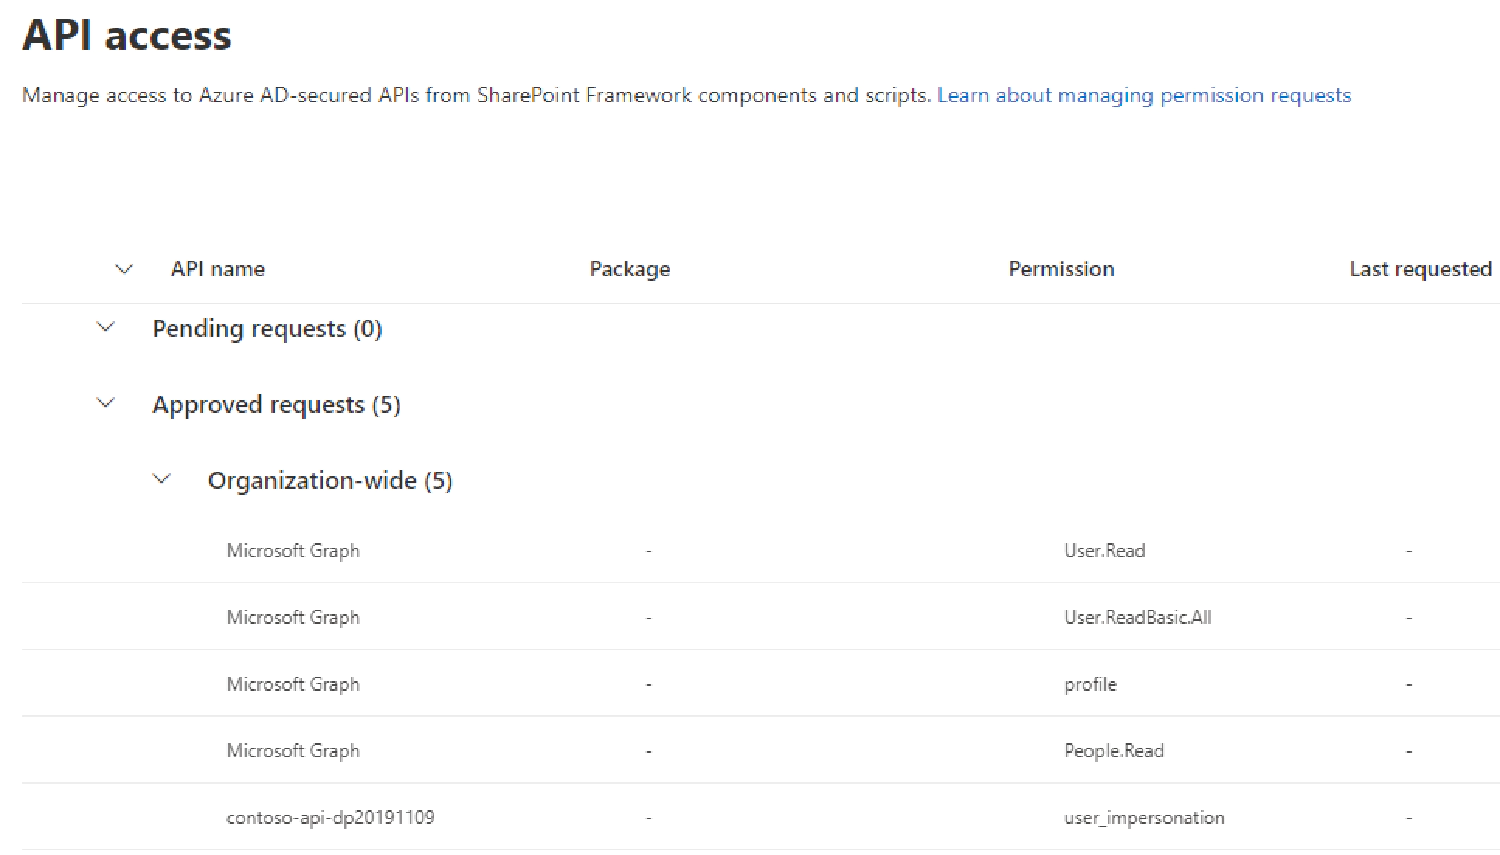 API access
Manage access to Azure AD-secured APIs from SharePoint Framework components and scripts. Learn about managing permission requests
API name Package Permission Last requested
Pending requests (0)
Approved requests (5)
Organization-wide (5)
Microsoft Graph - User.Read -
Microsoft Graph - User.ReadBasic.All -
Microsoft Graph - profile -
Microsoft Graph - People.Read -
contoso-api-dp20191109 - user_impersonation -